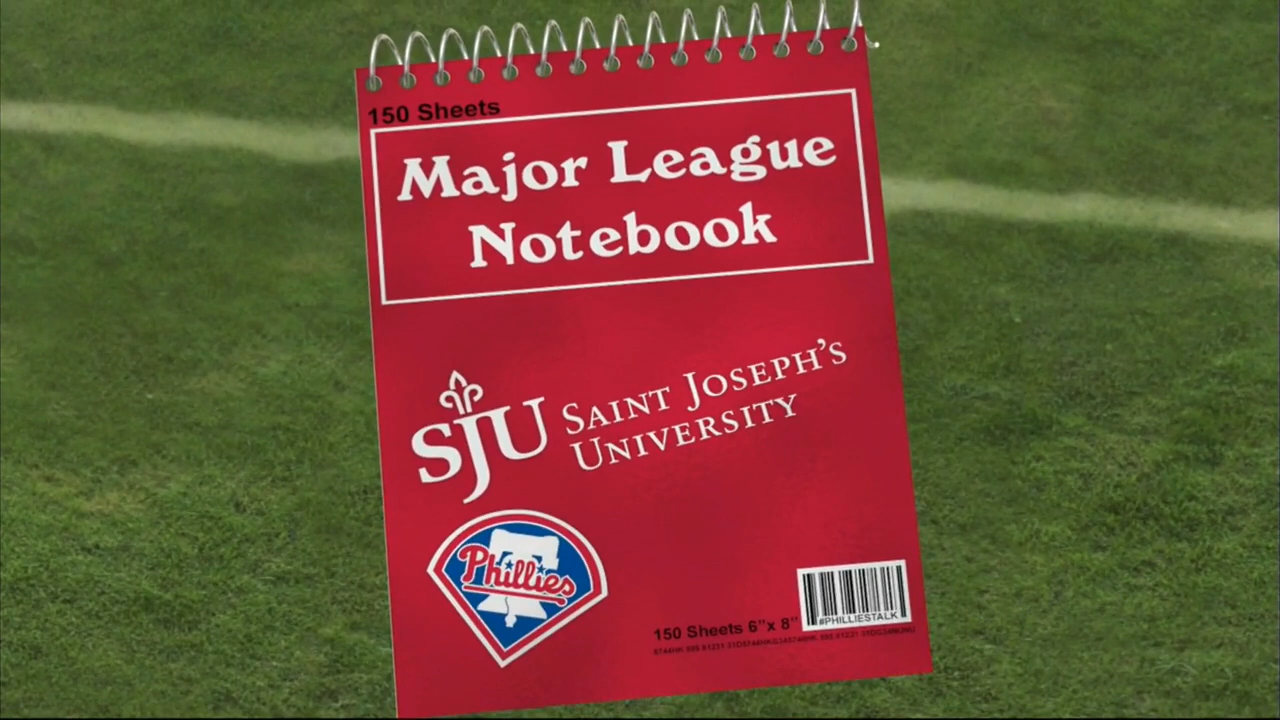 150 Sheets
Major League
Notebook
SJU
SAINT JOSEPH'S
UNIVERSITY
Phillies
#PHILLIESTALK
150 Sheets 6"x 8"